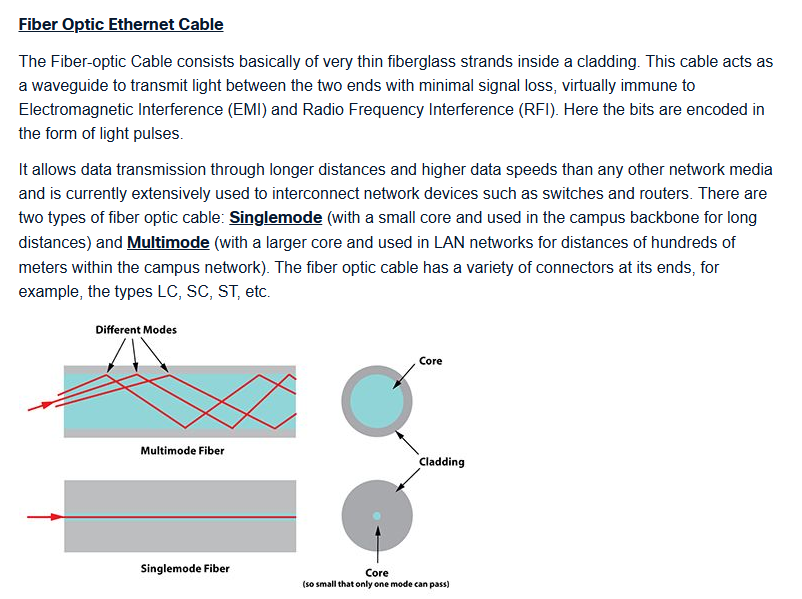 Fiber Optic Ethernet Cable
The Fiber-optic Cable consists basically of very thin fiberglass strands inside a cladding. This cable acts as
a waveguide to transmit light between the two ends with minimal signal loss, virtually immune to
Electromagnetic Interference (EMI) and Radio Frequency Interference (RFI). Here the bits are encoded in
the form of light pulses.
It allows data transmission through longer distances and higher data speeds than any other network media
and is currently extensively used to interconnect network devices such as switches and routers. There are
two types of fiber optic cable: Singlemode (with a small core and used in the campus backbone for long
distances) and Multimode (with a larger core and used in LAN networks for distances of hundreds of
meters within the campus network). The fiber optic cable has a variety of connectors at its ends, for
example, the types LC, SC, ST, etc.
Different Modes
Core
Multimode Fiber
Cladding
Singlemode Fiber
Core
(so small that only one mode can pass)